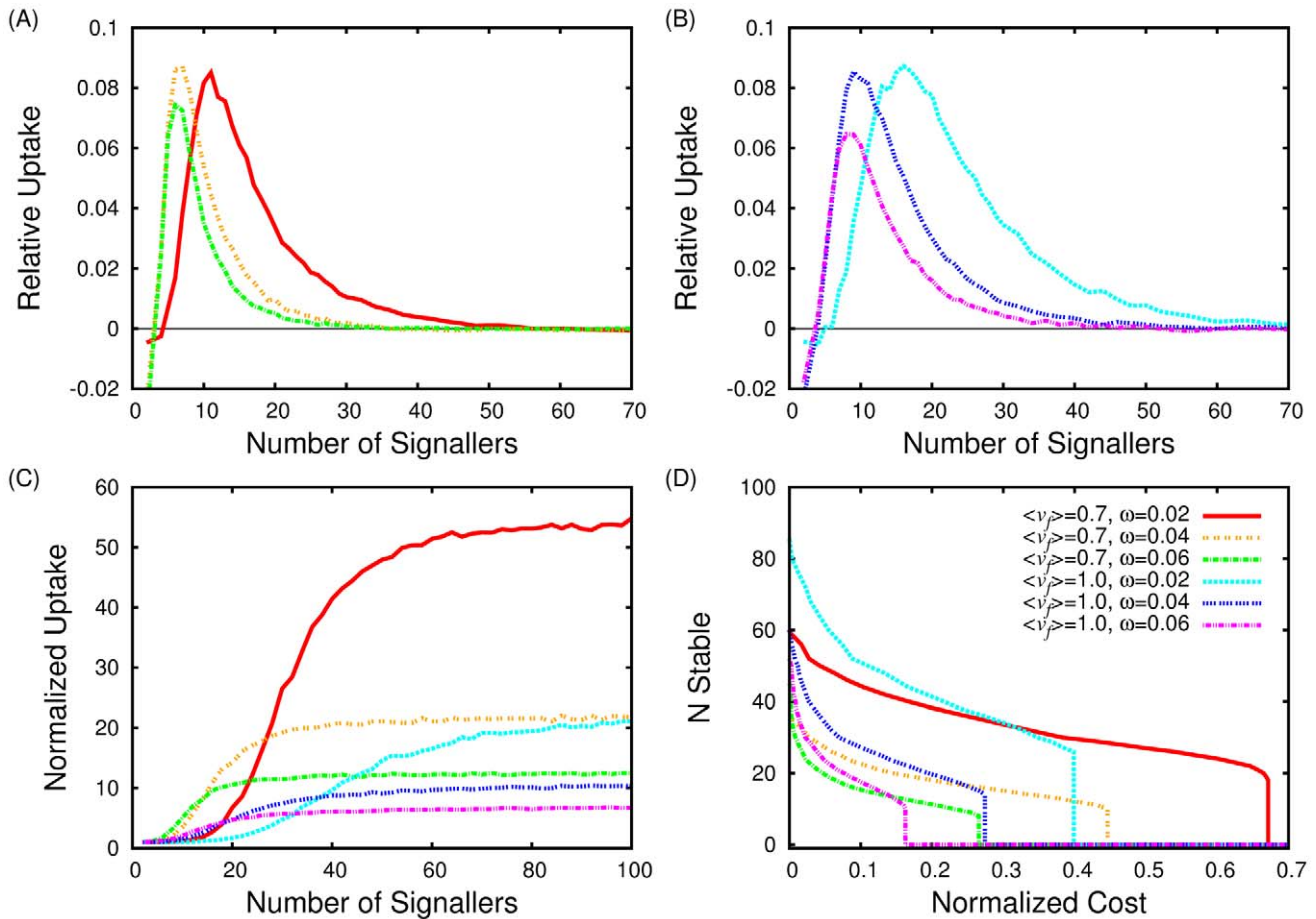 (A)
0.1
0.08
0.06
0.04
0.02
0
-0.02
Relative Uptake
0 10 20 30 40 50 60 70
Number of Signallers
(B)
0.1
0.08
0.06
0.04
0.02
0
-0.02
Relative Uptake
0 10 20 30 40 50 60 70
Number of Signallers
(C)
60
50
40
30
20
10
0
Normalized Uptake
0 20 40 60 80 100
Number of Signallers
(D)
100
80
60
40
20
0
N Stable
<v_f>=0.7, ω=0.02
<v_f>=0.7, ω=0.04
<v_f>=0.7, ω=0.06
<v_f>=1.0, ω=0.02
<v_f>=1.0, ω=0.04
<v_f>=1.0, ω=0.06
0 0.1 0.2 0.3 0.4 0.5 0.6 0.7
Normalized Cost